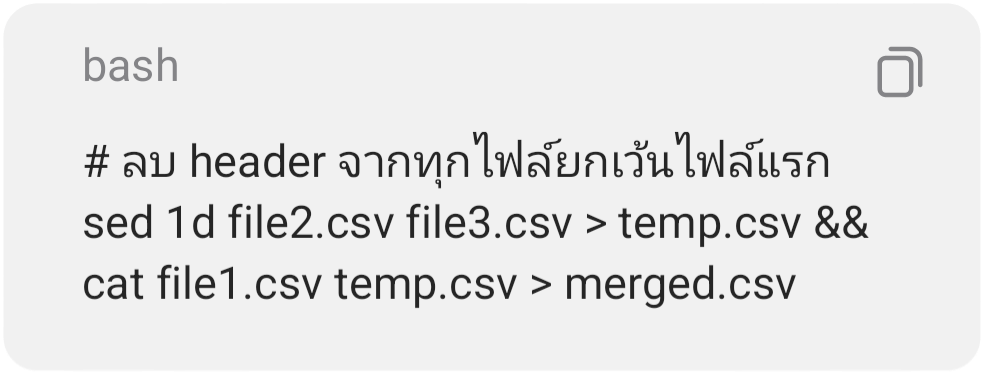 bash
# ลบ header จากทุกไฟล์ยกเว้นไฟล์แรก
sed 1d file2.csv file3.csv > temp.csv &&
cat file1.csv temp.csv > merged.csv